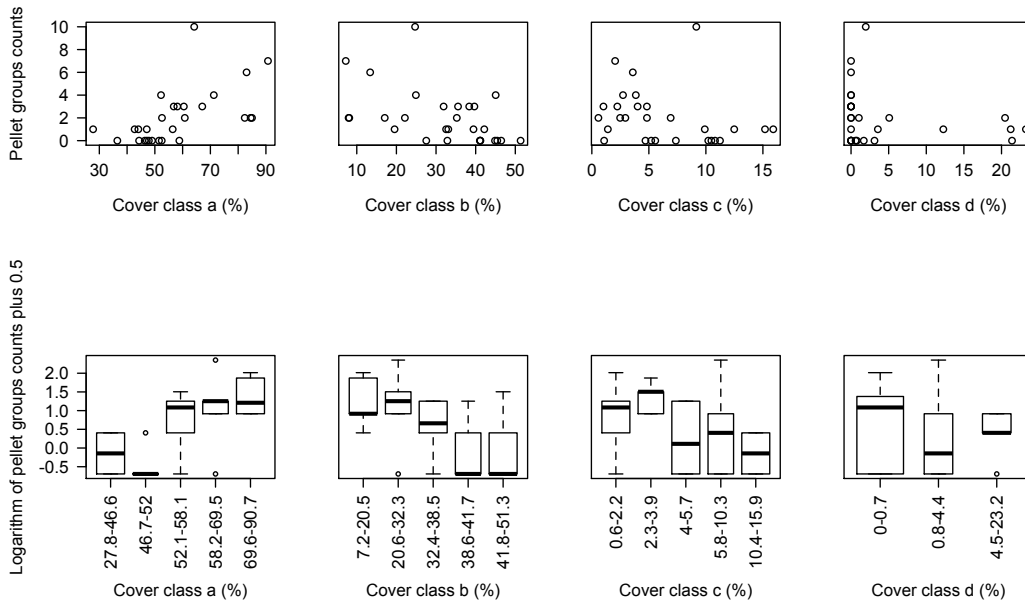 Pellet groups counts
10
8
6
4
2
0
30 50 70 90
Cover class a (%)
10 20 30 40 50
Cover class b (%)
0 5 10 15
Cover class c (%)
0 5 10 15 20
Cover class d (%)
Logarithm of pellet groups counts plus 0.5
2.0
1.5
1.0
0.5
0.0
-0.5
27.8-46.6
46.7-52
52.1-58.1
58.2-69.5
69.6-90.7
Cover class a (%)
7.2-20.5
20.6-32.3
32.4-38.5
38.6-41.7
41.8-51.3
Cover class b (%)
0.6-2.2
2.3-3.9
4-5.7
5.8-10.3
10.4-15.9
Cover class c (%)
0-0.7
0.8-4.4
4.5-23.2
Cover class d (%)